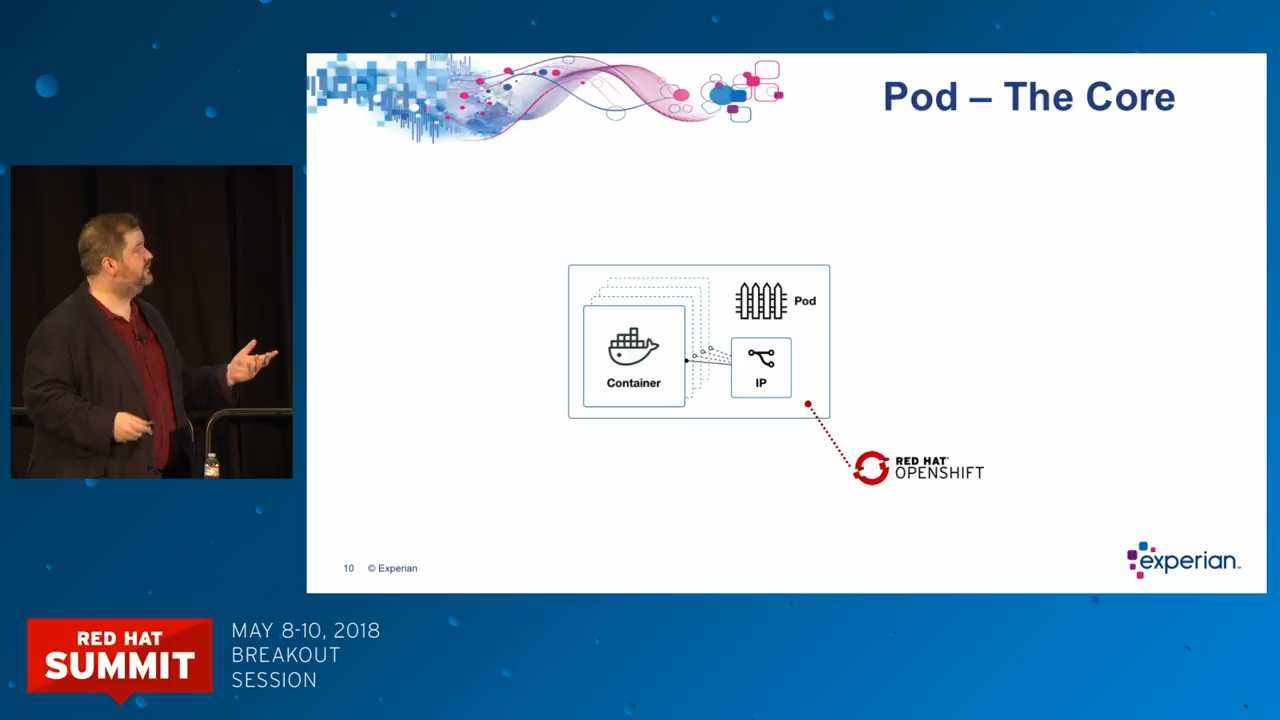 Pod – The Core
Pod
Container
IP
RED HAT®
OPENSHIFT
10 © Experian
experian™
RED HAT
SUMMIT
MAY 8-10, 2018
BREAKOUT
SESSION